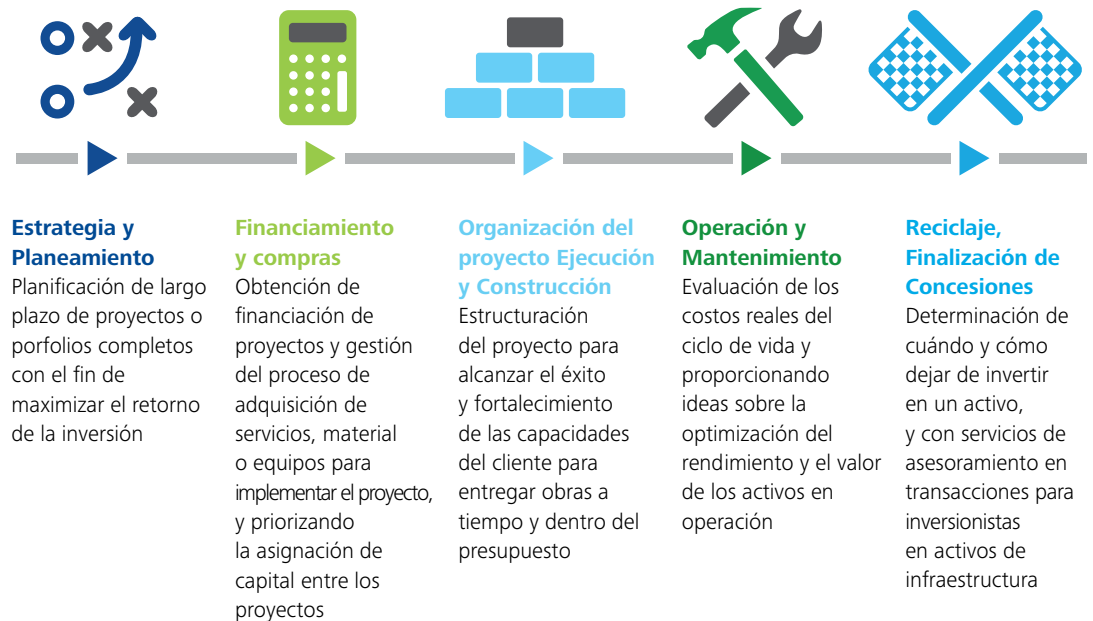 Estrategia y
Planeamiento
Planificación de largo
plazo de proyectos o
porfolios completos
con el fin de
maximizar el retorno
de la inversión
Financiamiento
y compras
Obtención de
financiación de
proyectos y gestión
del proceso de
adquisición de
servicios, material
o equipos para
implementar el proyecto,
y priorizando
la asignación de
capital entre los
proyectos
Organización del
proyecto Ejecución
y Construcción
Estructuración
del proyecto para
alcanzar el éxito
y fortalecimiento
de las capacidades
del cliente para
entregar obras a
tiempo y dentro del
presupuesto
Operación y
Mantenimiento
Evaluación de los
costos reales del
ciclo de vida y
proporcionando
ideas sobre la
optimización del
rendimiento y el valor
de los activos en
operación
Reciclaje,
Finalización de
Concesiones
Determinación de
cuándo y cómo
dejar de invertir
en un activo,
y con servicios de
asesoramiento en
transacciones para
inversionistas
en activos de
infraestructura